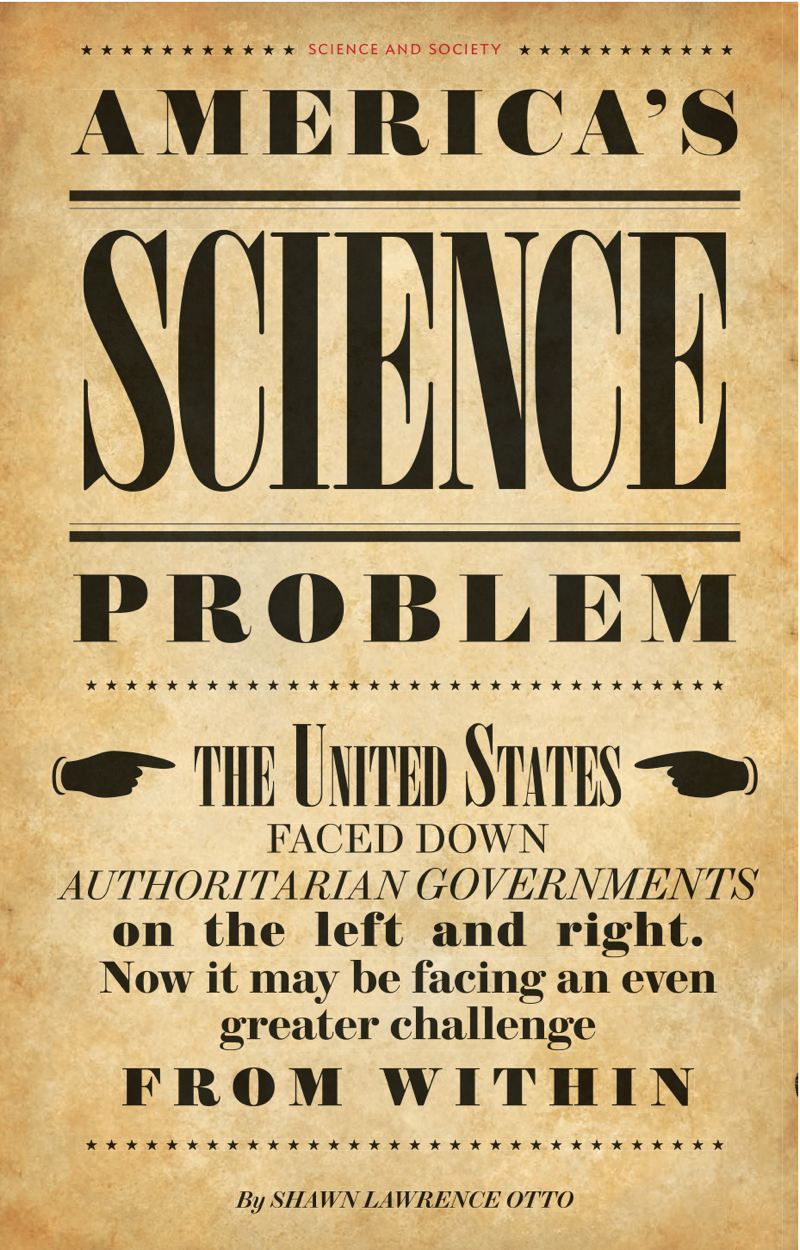 SCIENCE AND SOCIETY
AMERICA'S
SCIENCE
PROBLEM
THE UNITED STATES
FACED DOWN
AUTHORITARIAN GOVERNMENTS
on the left and right.
Now it may be facing an even
greater challenge
FROM WITHIN
By SHAWN LAWRENCE OTTO